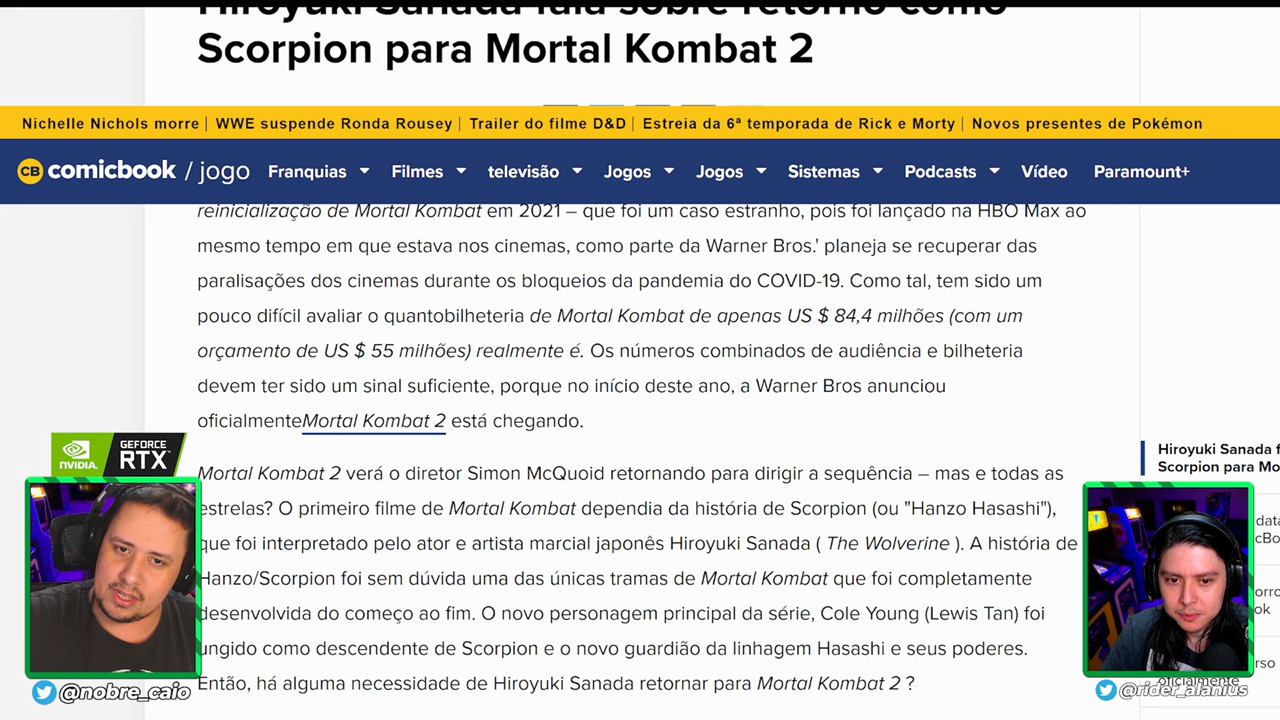 Hiroyuki Sanada fala sobre retorno como
Scorpion para Mortal Kombat 2
Nichelle Nichols morre | WWE suspende Ronda Rousey | Trailer do filme D&D | Estreia da 6ª temporada de Rick e Morty | Novos presentes de Pokémon
CB comicbook / jogo Franquias Filmes televisão Jogos Jogos Sistemas Podcasts Vídeo Paramount+
reinicialização de Mortal Kombat em 2021 – que foi um caso estranho, pois foi lançado na HBO Max ao
mesmo tempo em que estava nos cinemas, como parte da Warner Bros.' planeja se recuperar das
paralisações dos cinemas durante os bloqueios da pandemia do COVID-19. Como tal, tem sido um
pouco difícil avaliar o quantobilheteria de Mortal Kombat de apenas US $ 84,4 milhões (com um
orçamento de US $ 55 milhões) realmente é. Os números combinados de audiência e bilheteria
devem ter sido um sinal suficiente, porque no início deste ano, a Warner Bros anunciou
oficialmenteMortal Kombat 2 está chegando.
Mortal Kombat 2 verá o diretor Simon McQuoid retornando para dirigir a sequência – mas e todas as
estrelas? O primeiro filme de Mortal Kombat dependia da história de Scorpion (ou "Hanzo Hasashi"),
que foi interpretado pelo ator e artista marcial japonês Hiroyuki Sanada ( The Wolverine ). A história de
Hanzo/Scorpion foi sem dúvida uma das únicas tramas de Mortal Kombat que foi completamente
desenvolvida do começo ao fim. O novo personagem principal da série, Cole Young (Lewis Tan) foi
ungido como descendente de Scorpion e o novo guardião da linhagem Hasashi e seus poderes.
Então, há alguma necessidade de Hiroyuki Sanada retornar para Mortal Kombat 2 ?
NVIDIA.
GEFORCE
RTX
@nobre_caio
Hiroyuki Sanada f
Scorpion para Mo
oficialmente
@rider_alanius